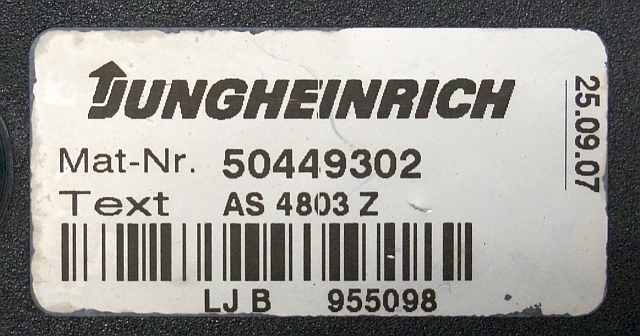 JUNGHEINRICH
Mat-Nr. 50449302
Text AS 4803 Z
LJ B 955098
25.09.07